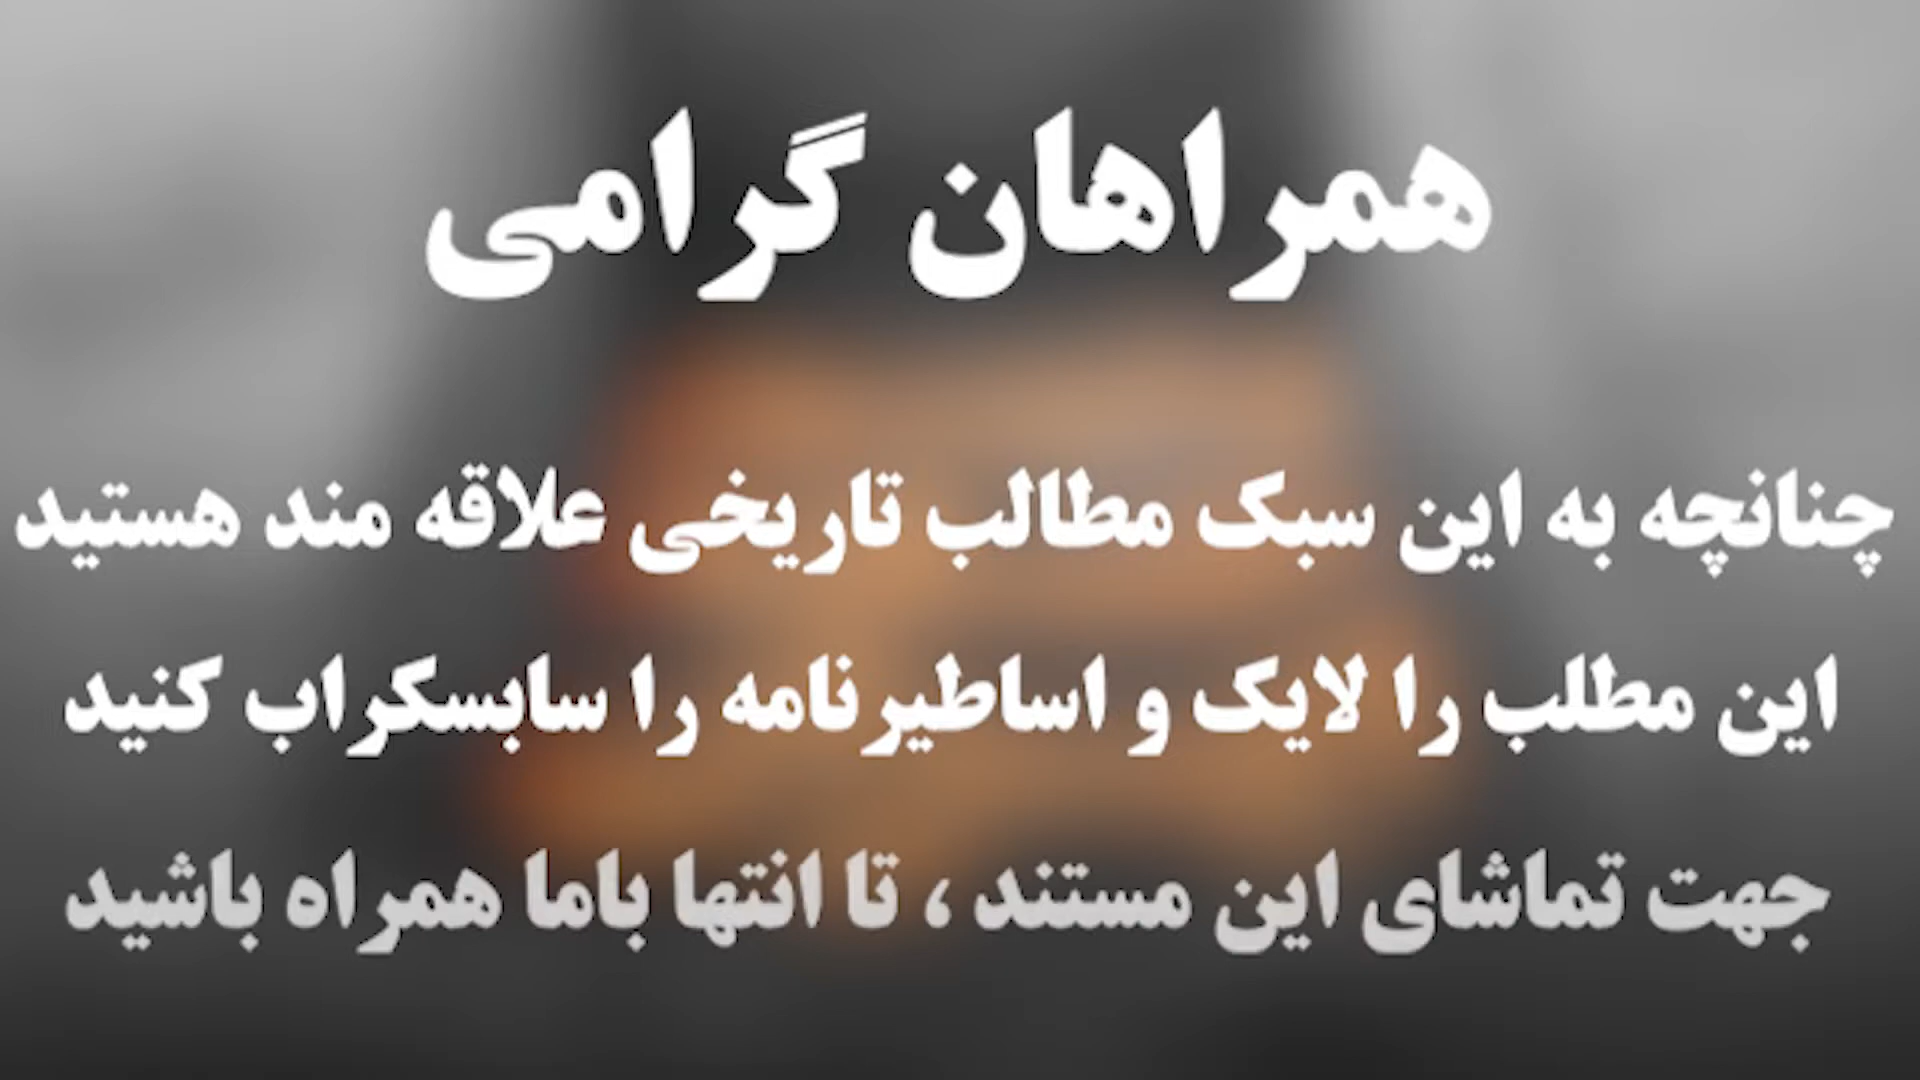 همراهان گرامی
چنانچه به این سبک مطالب تاریخی علاقه مند هستید
این مطلب را لایک و اساطیرنامه را سابسکراب کنید
جهت تماشای این مستند ، تا انتها باما همراه باشید